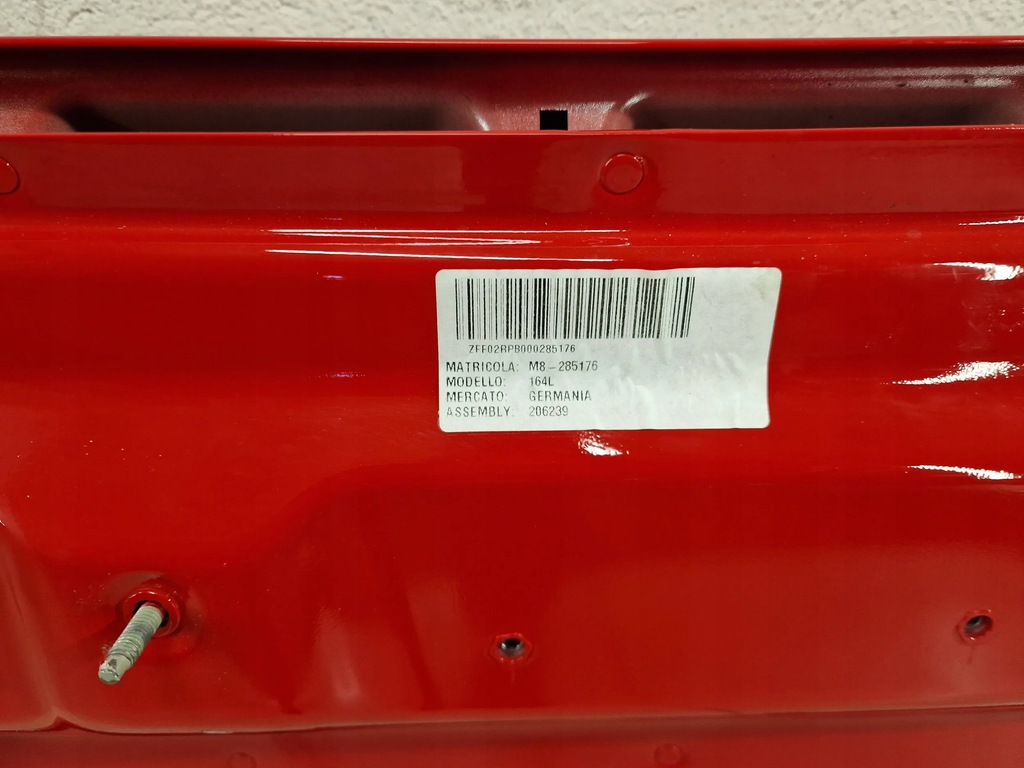 ZFF02RPB000285176
MATRICOLA: M8-285176
MODELLO: 164L
MERCATO: GERMANIA
ASSEMBLY: 206239